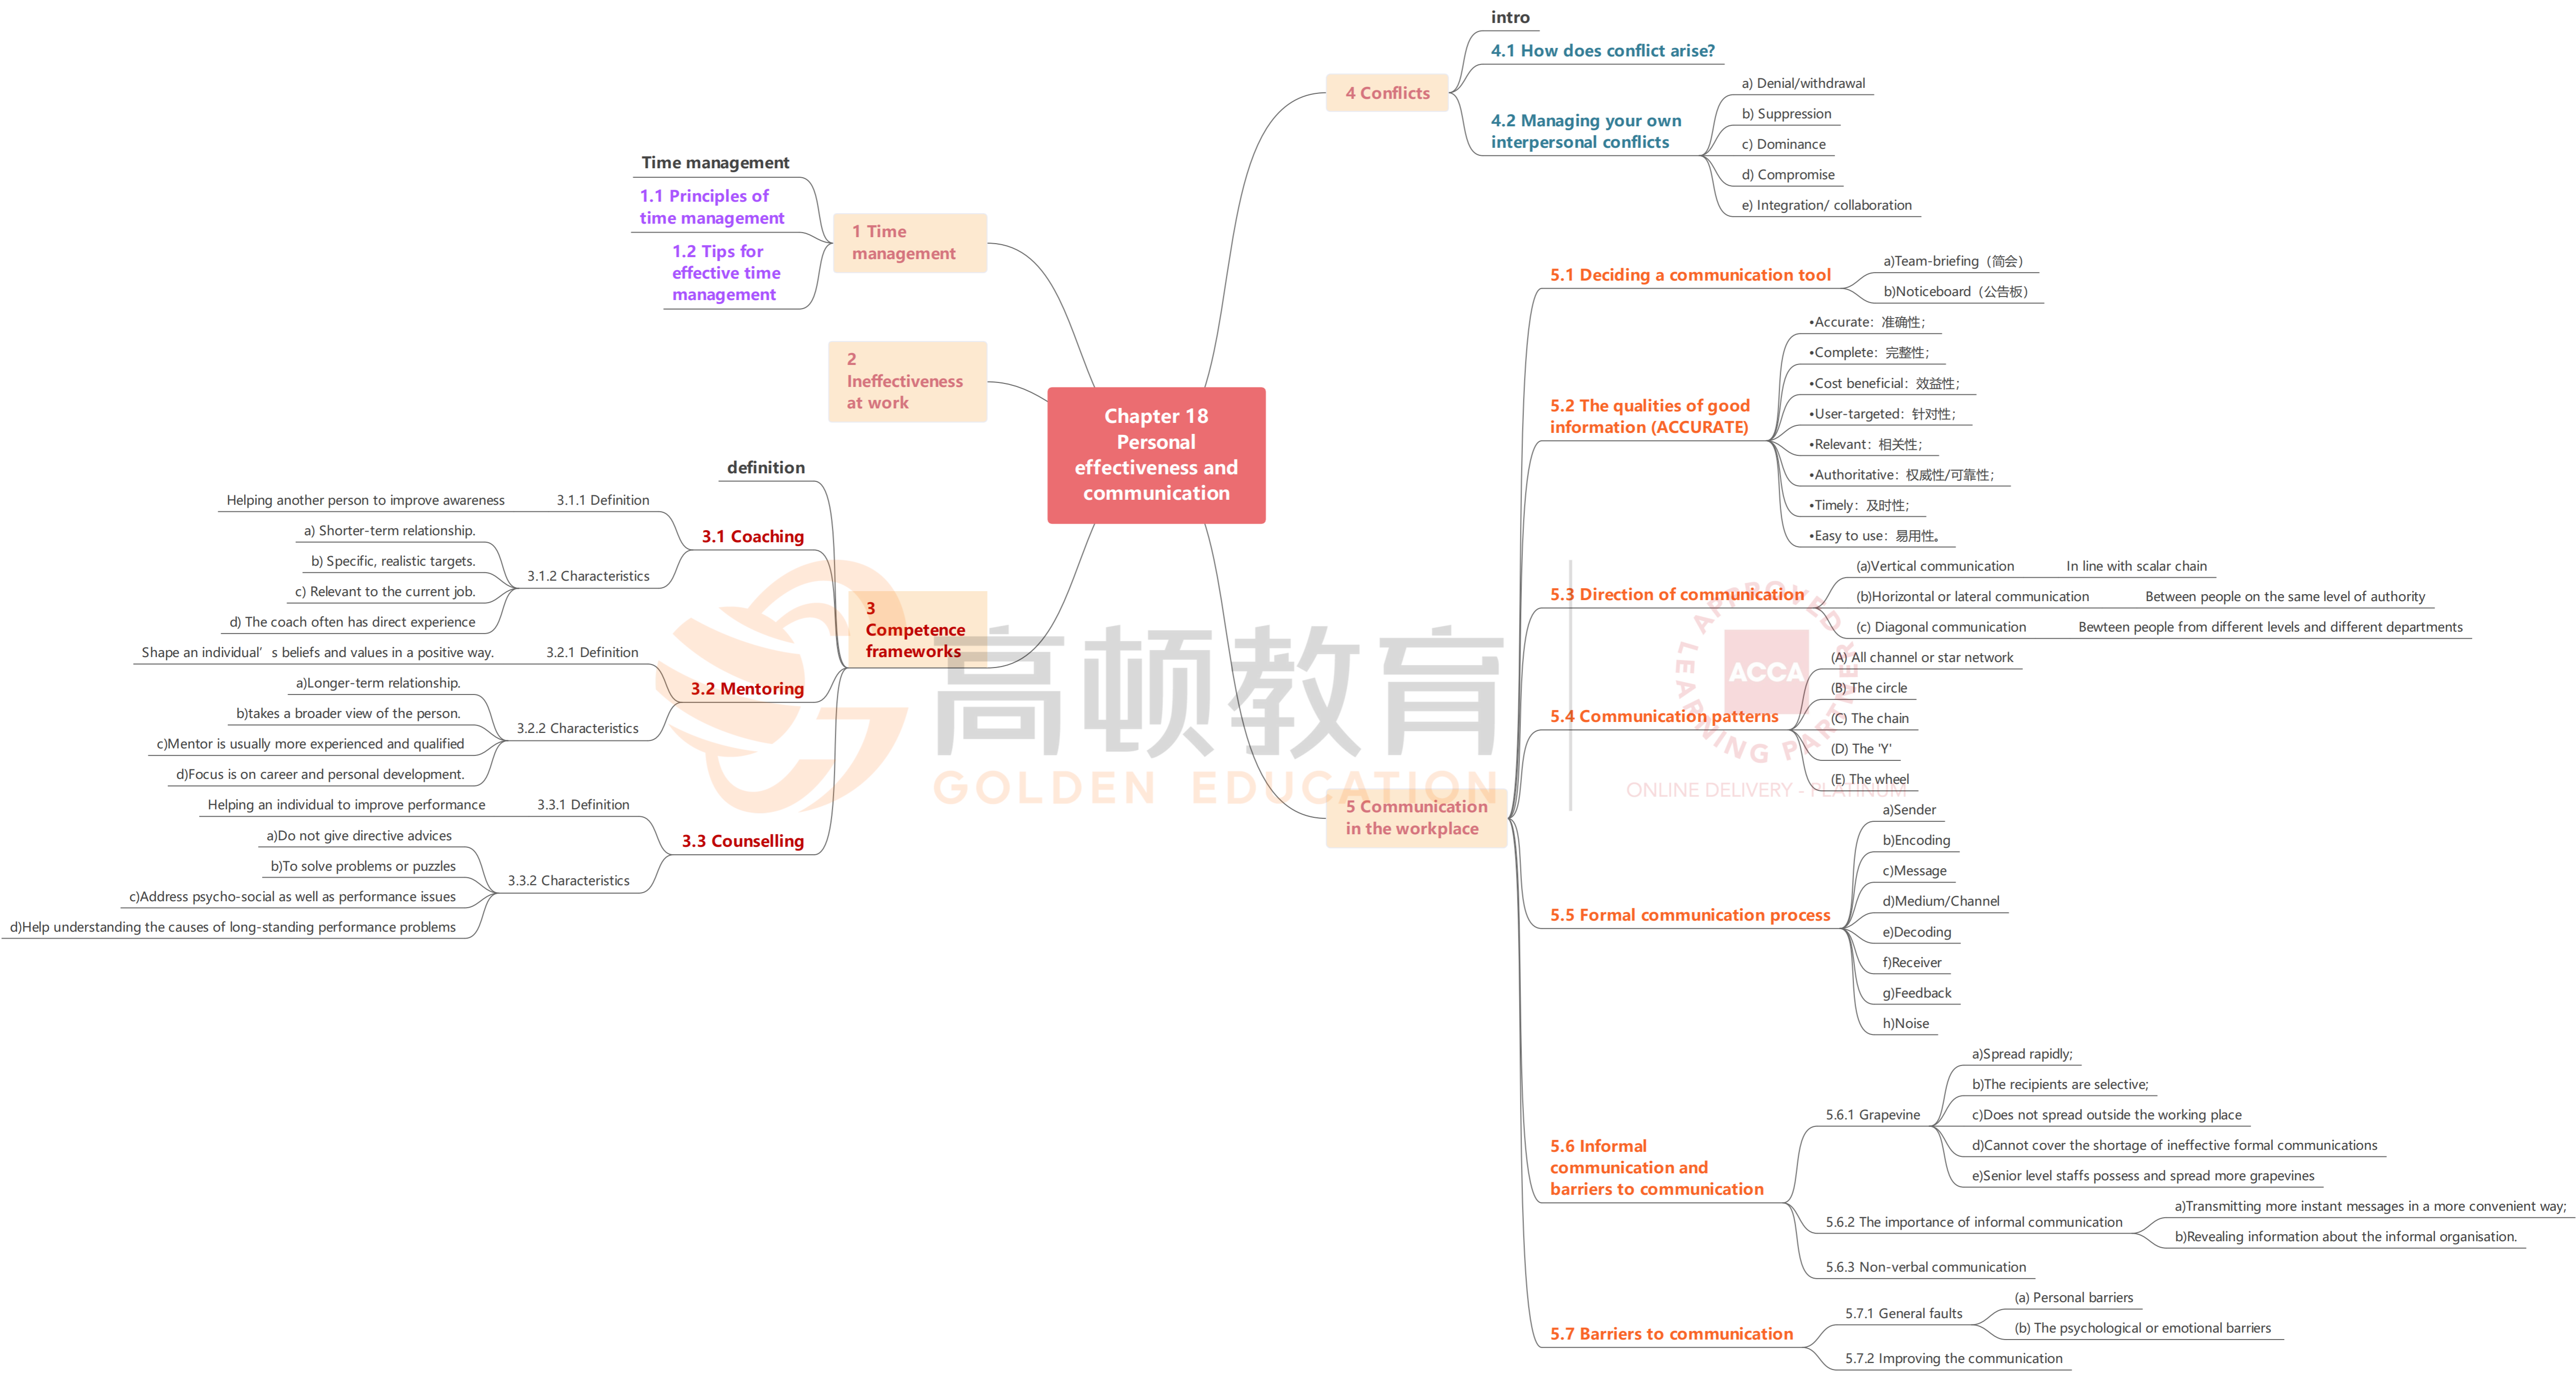 Chapter 18
Personal
effectiveness and
communication
1 Time
management
Time management
1.1 Principles of
time management
1.2 Tips for
effective time
management
2
Ineffectiveness
at work
3
Competence
frameworks
definition
3.1 Coaching
3.1.1 Definition
Helping another person to improve awareness
3.1.2 Characteristics
a) Shorter-term relationship.
b) Specific, realistic targets.
c) Relevant to the current job.
d) The coach often has direct experience
3.2 Mentoring
3.2.1 Definition
Shape an individual’s beliefs and values in a positive way.
3.2.2 Characteristics
a)Longer-term relationship.
b)takes a broader view of the person.
c)Mentor is usually more experienced and qualified
d)Focus is on career and personal development.
3.3 Counselling
3.3.1 Definition
Helping an individual to improve performance
3.3.2 Characteristics
a)Do not give directive advices
b)To solve problems or puzzles
c)Address psycho-social as well as performance issues
d)Help understanding the causes of long-standing performance problems
4 Conflicts
intro
4.1 How does conflict arise?
4.2 Managing your own
interpersonal conflicts
a) Denial/withdrawal
b) Suppression
c) Dominance
d) Compromise
e) Integration/ collaboration
5 Communication
in the workplace
5.1 Deciding a communication tool
a)Team-briefing（简会）
b)Noticeboard（公告板）
5.2 The qualities of good
information (ACCURATE)
•Accurate：准确性；
•Complete：完整性；
•Cost beneficial：效益性；
•User-targeted：针对性；
•Relevant：相关性；
•Authoritative：权威性/可靠性；
•Timely：及时性；
•Easy to use：易用性。
5.3 Direction of communication
(a)Vertical communication
In line with scalar chain
(b)Horizontal or lateral communication
Between people on the same level of authority
(c) Diagonal communication
Bewteen people from different levels and different departments
5.4 Communication patterns
(A) All channel or star network
(B) The circle
(C) The chain
(D) The 'Y'
(E) The wheel
5.5 Formal communication process
a)Sender
b)Encoding
c)Message
d)Medium/Channel
e)Decoding
f)Receiver
g)Feedback
h)Noise
5.6 Informal
communication and
barriers to communication
5.6.1 Grapevine
a)Spread rapidly;
b)The recipients are selective;
c)Does not spread outside the working place
d)Cannot cover the shortage of ineffective formal communications
e)Senior level staffs possess and spread more grapevines
5.6.2 The importance of informal communication
a)Transmitting more instant messages in a more convenient way;
b)Revealing information about the informal organisation.
5.6.3 Non-verbal communication
5.7 Barriers to communication
5.7.1 General faults
(a) Personal barriers
(b) The psychological or emotional barriers
5.7.2 Improving the communication
高顿教育
GOLDEN EDUCATION
ACCA
APPROVED
LEARNING PARTNER
ONLINE DELIVERY - PLATINUM